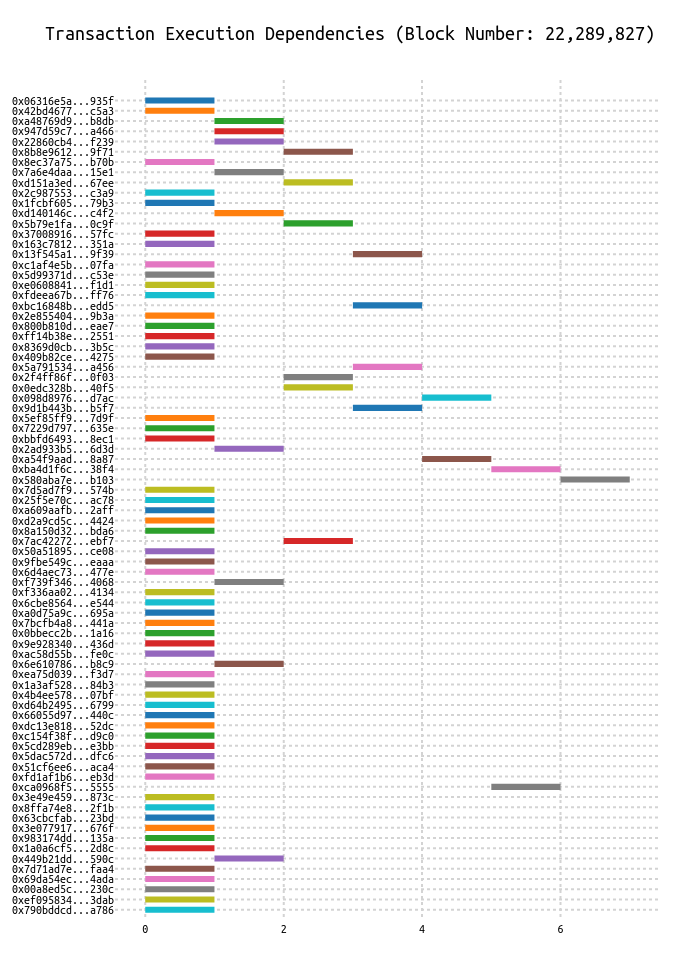 Transaction Execution Dependencies (Block Number: 22,289,827)
0x06316e5a...935f
0x42bd4677...c5a3
0xa48769d9...b8db
0x947d59c7...a466
0x22860cb4...f239
0x8b8e9612...9f71
0x8ec37a75...b70b
0x7a6e4daa...15e1
0xd151a3ed...67ee
0x2c987553...c3a9
0x1fcbf605...79b3
0xd140146c...c4f2
0x5b79e1fa...0c9f
0x37008916...57fc
0x163c7812...351a
0x13f545a1...9f39
0xc1af4e5b...07fa
0x5d99371d...c53e
0xe0608841...f1d1
0xfdeea67b...ff76
0xbc16848b...edd5
0x2e855404...9b3a
0x800b810d...eae7
0xff14b38e...2551
0x8369d0cb...3b5c
0x409b82ce...4275
0x5a791534...a456
0x2f4ff86f...0f03
0x0edc328b...40f5
0x098d8976...d7ac
0x9d1b443b...b5f7
0x5ef85ff9...7d9f
0x7229d797...635e
0xbbfd6493...8ec1
0x2ad933b5...6d3d
0xa54f9aad...8a87
0xba4d1f6c...38f4
0x580aba7e...b103
0x7d5ad7f9...574b
0x25f5e70c...ac78
0xa609aafb...2aff
0xd2a9cd5c...4424
0x8a150d32...bda6
0x7ac42272...ebf7
0x50a51895...ce08
0x9fbe549c...eaaa
0x6d4aec73...477e
0xf739f346...4068
0xf336aa02...4134
0x6cbe8564...e544
0xa0d75a9c...695a
0x7bcfb4a8...441a
0x0bbecc2b...1a16
0x9e928340...436d
0xac58d55b...fe0c
0x6e610786...b8c9
0xea75d039...f3d7
0x1a3af528...84b3
0x4b4ee578...07bf
0xd64b2495...6799
0x66055d97...440c
0xdc13e818...52dc
0xc154f38f...d9c0
0x5cd289eb...e3bb
0x5dac572d...dfc6
0x51cf6ee6...aca4
0xfd1af1b6...eb3d
0xca0968f5...5555
0x3e49e459...873c
0x8ffa74e8...2f1b
0x63cbcfab...23bd
0x3e077917...676f
0x983174dd...135a
0x1a0a6cf5...2d8c
0x449b21dd...590c
0x7d71ad7e...faa4
0x69da54ec...4ada
0x00a8ed5c...230c
0xef095834...3dab
0x790bddcd...a786
0 2 4 6